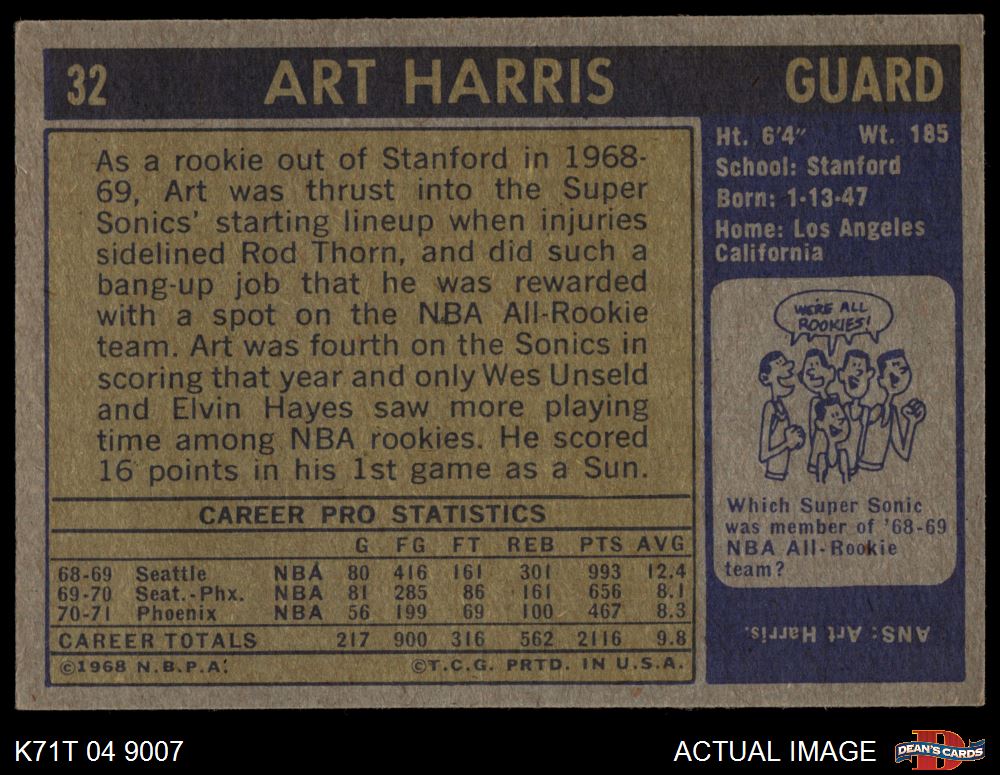 32 ART HARRIS GUARD
As a rookie out of Stanford in 1968-
69, Art was thrust into the Super
Sonics' starting lineup when injuries
sidelined Rod Thorn, and did such a
bang-up job that he was rewarded
with a spot on the NBA All-Rookie
team. Art was fourth on the Sonics in
scoring that year and only Wes Unseld
and Elvin Hayes saw more playing
time among NBA rookies. He scored
16 points in his 1st game as a Sun.
CAREER PRO STATISTICS
G FG FT REB PTS AVG
68-69 Seattle NBA 80 416 161 301 993 12.4
69-70 Seat.-Phx. NBA 81 285 86 161 656 8.1
70-71 Phoenix NBA 56 199 69 100 467 8.3
CAREER TOTALS 217 900 316 562 2116 9.8
©1968 N.B.P.A. ©T.C.G. PRTD. IN U.S.A.
Ht. 6'4" Wt. 185
School: Stanford
Born: 1-13-47
Home: Los Angeles
California
WE'RE ALL
ROOKIES!
Which Super Sonic
was member of '68-69
NBA All-Rookie
team?
ANS: Art Harris.
K71T 04 9007
ACTUAL IMAGE
DEAN'S CARDS